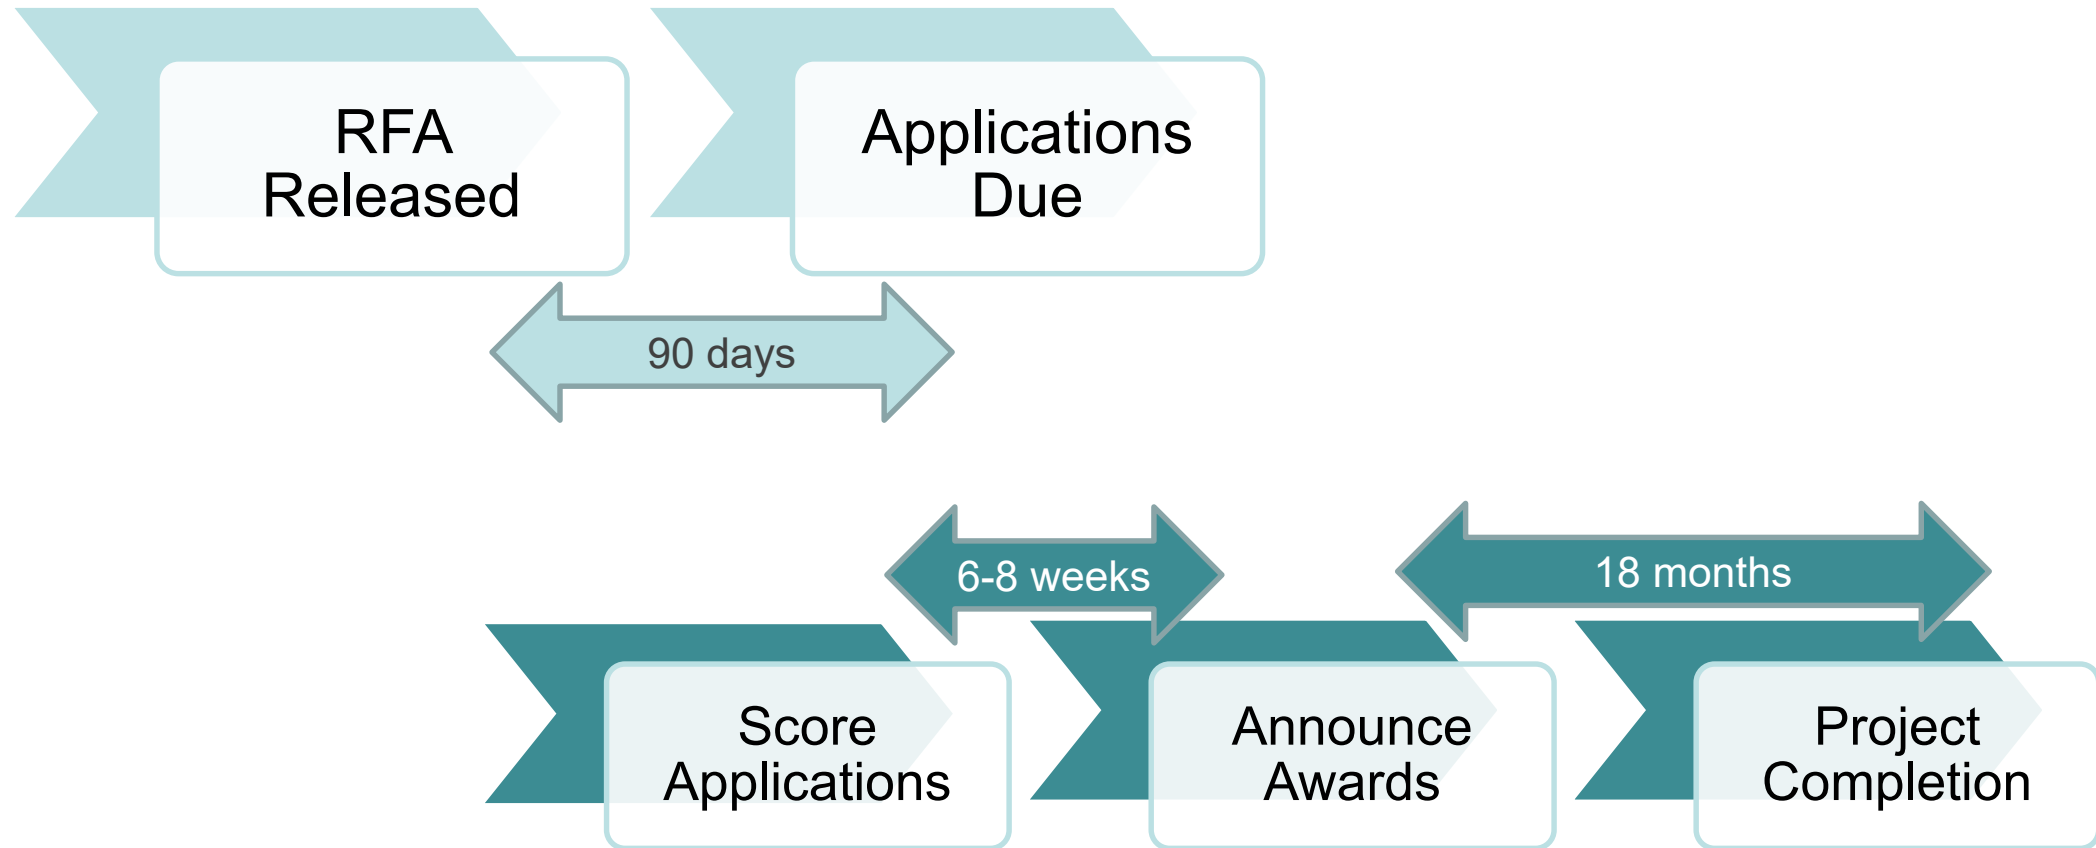 RFA
Released
Applications
Due
90 days
6-8 weeks
18 months
Score
Applications
Announce
Awards
Project
Completion